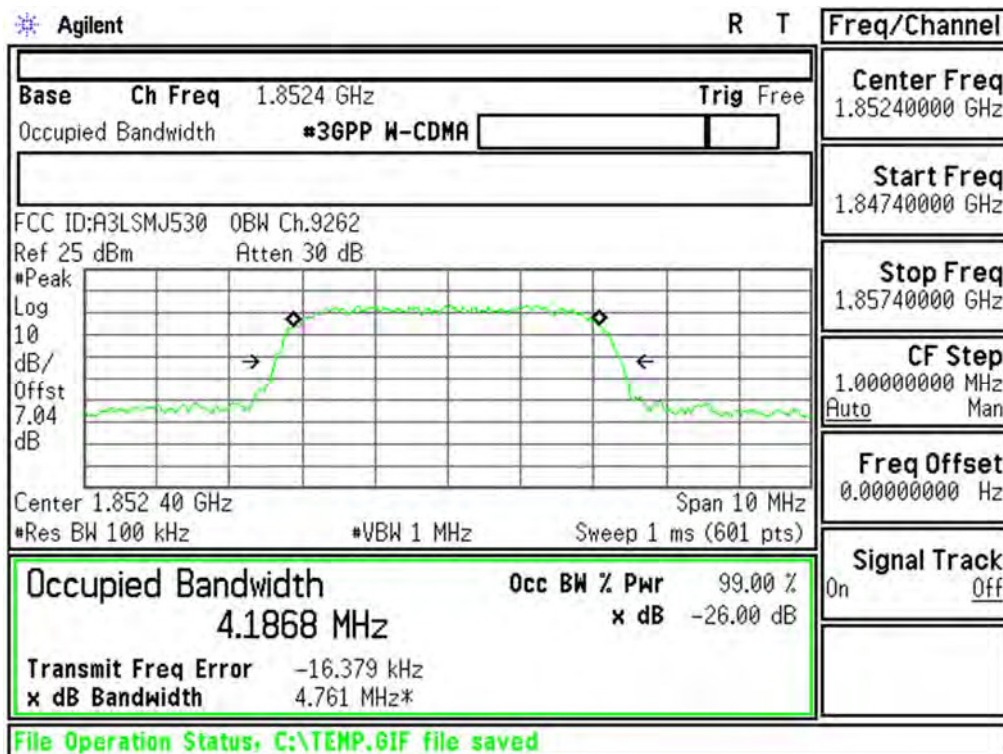 Agilent R T
Base Ch Freq 1.8524 GHz Trig Free
Occupied Bandwidth #3GPP W-CDMA
FCC ID:A3LSMJ530 OBW Ch.9262
Ref 25 dBm Atten 30 dB
#Peak
Log
10
dB/
Offst
7.04
dB
Center 1.852 40 GHz Span 10 MHz
#Res BW 100 kHz #VBW 1 MHz Sweep 1 ms (601 pts)
Occupied Bandwidth Occ BW % Pwr 99.00 %
4.1868 MHz x dB -26.00 dB
Transmit Freq Error -16.379 kHz
x dB Bandwidth 4.761 MHz*
File Operation Status, C:\TEMP.GIF file saved
Freq/Channel
Center Freq
1.85240000 GHz
Start Freq
1.84740000 GHz
Stop Freq
1.85740000 GHz
CF Step
1.00000000 MHz
Auto Man
Freq Offset
0.00000000 Hz
Signal Track
On Off